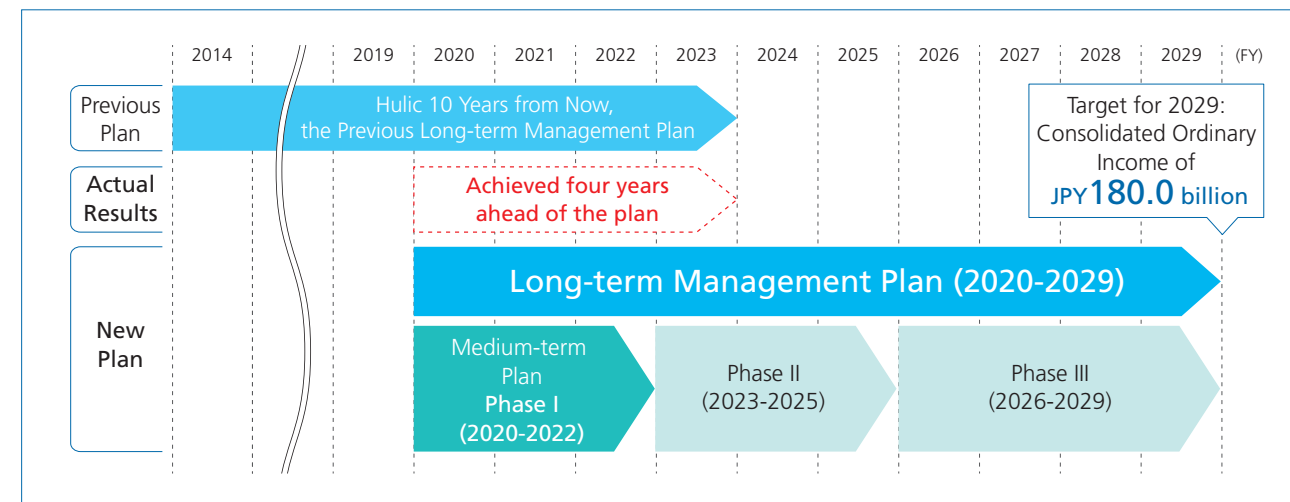 2014 2019 2020 2021 2022 2023 2024 2025 2026 2027 2028 2029 (FY)
Previous
Plan
Hulic 10 Years from Now,
the Previous Long-term Management Plan
Target for 2029:
Consolidated Ordinary
Income of
JPY180.0 billion
Actual
Results
Achieved four years
ahead of the plan
New
Plan
Long-term Management Plan (2020-2029)
Medium-term
Plan
Phase I
(2020-2022)
Phase II
(2023-2025)
Phase III
(2026-2029)